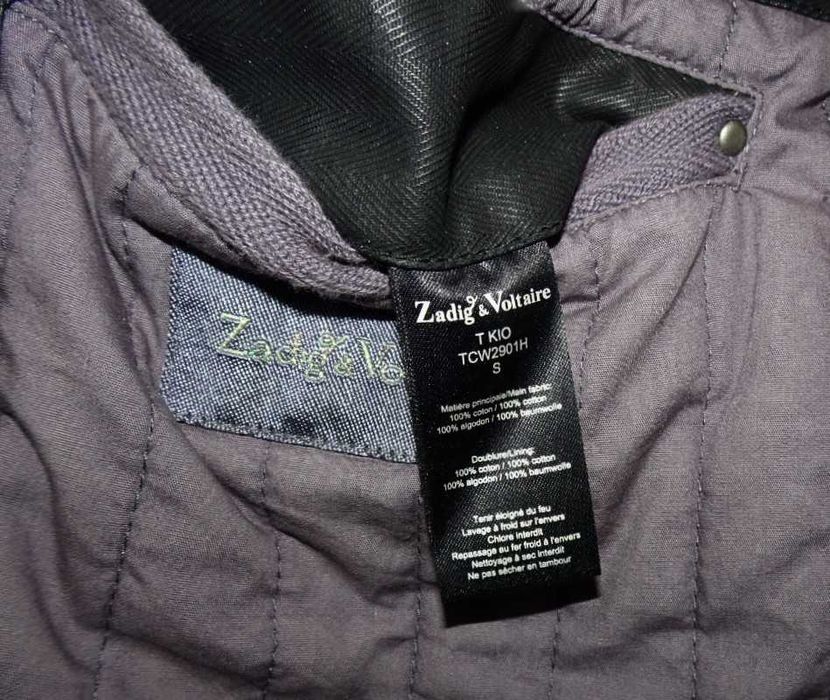 Zadig & Vo
Zadig & Voltaire
T KIO
TCW2901H
S
Matière principale/Main fabric:
100% coton / 100% cotton
100% algodon / 100% baumwolle
Doublure/Lining:
100% coton / 100% cotton
100% algodon / 100% baumwolle
Tenir éloigné du feu
Lavage à froid sur l'envers
Chlore interdit
Repassage au fer froid à l'envers
Nettoyage à sec interdit
Ne pas sécher en tambour